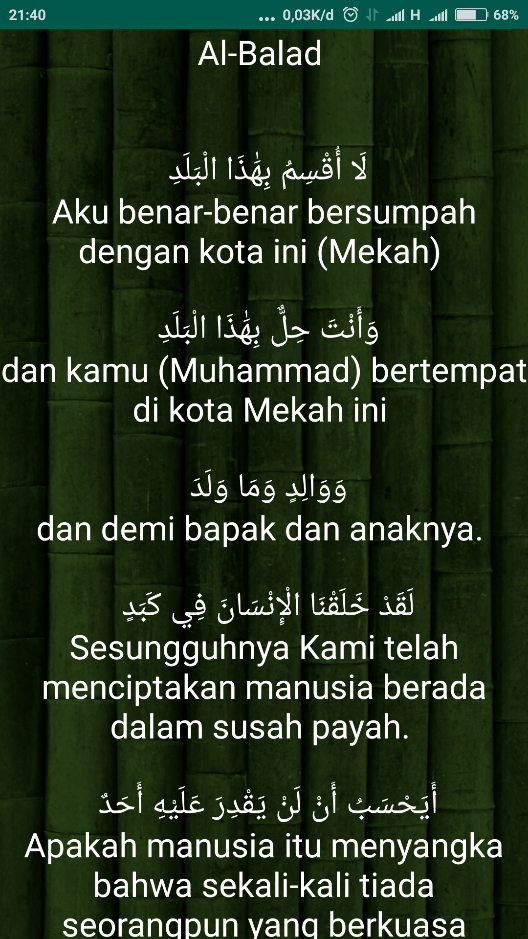 21:40 ... 0,03K/d H 68%
Al-Balad
لَا أُقْسِمُ بِهَٰذَا الْبَلَدِ
Aku benar-benar bersumpah
dengan kota ini (Mekah)
وَأَنْتَ حِلٌّ بِهَٰذَا الْبَلَدِ
dan kamu (Muhammad) bertempat
di kota Mekah ini
وَوَالِدٍ وَمَا وَلَدَ
dan demi bapak dan anaknya.
لَقَدْ خَلَقْنَا الْإِنْسَانَ فِي كَبَدٍ
Sesungguhnya Kami telah
menciptakan manusia berada
dalam susah payah.
أَيَحْسَبُ أَنْ لَنْ يَقْدِرَ عَلَيْهِ أَحَدٌ
Apakah manusia itu menyangka
bahwa sekali-kali tiada
seorangpun yang berkuasa